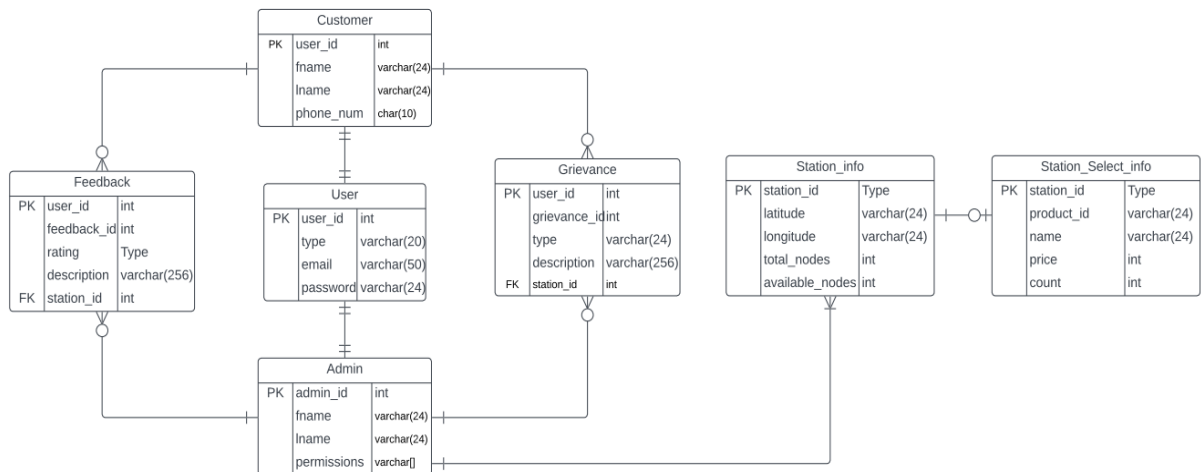 Customer
PK user_id int
fname varchar(24)
lname varchar(24)
phone_num char(10)
Feedback
PK user_id int
feedback_id int
rating Type
description varchar(256)
FK station_id int
User
PK user_id int
type varchar(20)
email varchar(50)
password varchar(24)
Grievance
PK user_id int
grievance_id int
type varchar(24)
description varchar(256)
FK station_id int
Station_info
PK station_id Type
latitude varchar(24)
longitude varchar(24)
total_nodes int
available_nodes int
Station_Select_info
PK station_id Type
product_id varchar(24)
name varchar(24)
price int
count int
Admin
PK admin_id int
fname varchar(24)
lname varchar(24)
permissions varchar[]